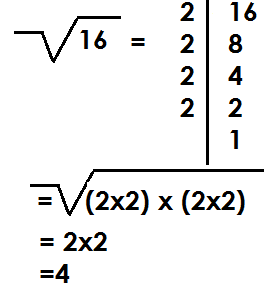 2 | 16
√16 = 2 | 8
2 | 4
2 | 2
1
= √(2x2) x (2x2)
= 2x2
=4